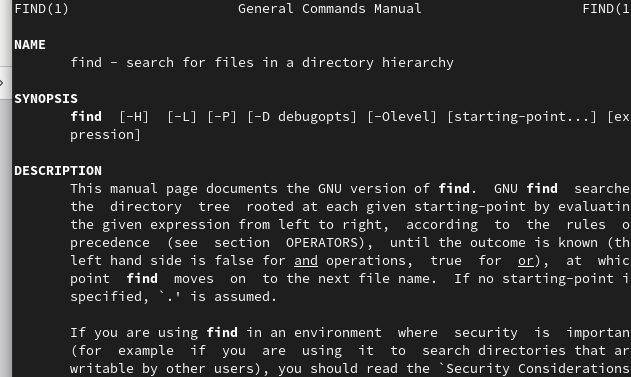 FIND(1) General Commands Manual FIND(1
NAME
find - search for files in a directory hierarchy
SYNOPSIS
find [-H] [-L] [-P] [-D debugopts] [-Olevel] [starting-point...] [ex
pression]
DESCRIPTION
This manual page documents the GNU version of find. GNU find searche
the directory tree rooted at each given starting-point by evaluatin
the given expression from left to right, according to the rules o
precedence (see section OPERATORS), until the outcome is known (th
left hand side is false for and operations, true for or), at whic
point find moves on to the next file name. If no starting-point i
specified, `.' is assumed.
If you are using find in an environment where security is importan
(for example if you are using it to search directories that ar
writable by other users), you should read the `Security Considerations